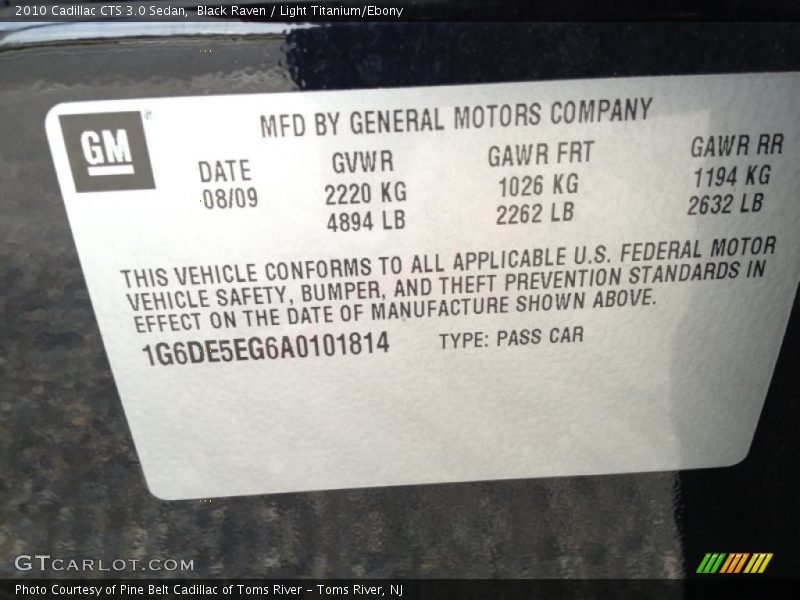 2010 Cadillac CTS 3.0 Sedan, Black Raven / Light Titanium/Ebony
GM
MFD BY GENERAL MOTORS COMPANY
DATE GVWR GAWR FRT GAWR RR
08/09 2220 KG 1026 KG 1194 KG
4894 LB 2262 LB 2632 LB
THIS VEHICLE CONFORMS TO ALL APPLICABLE U.S. FEDERAL MOTOR
VEHICLE SAFETY, BUMPER, AND THEFT PREVENTION STANDARDS IN
EFFECT ON THE DATE OF MANUFACTURE SHOWN ABOVE.
1G6DE5EG6A0101814 TYPE: PASS CAR
GTCARLOT.COM
Photo Courtesy of Pine Belt Cadillac of Toms River – Toms River, NJ